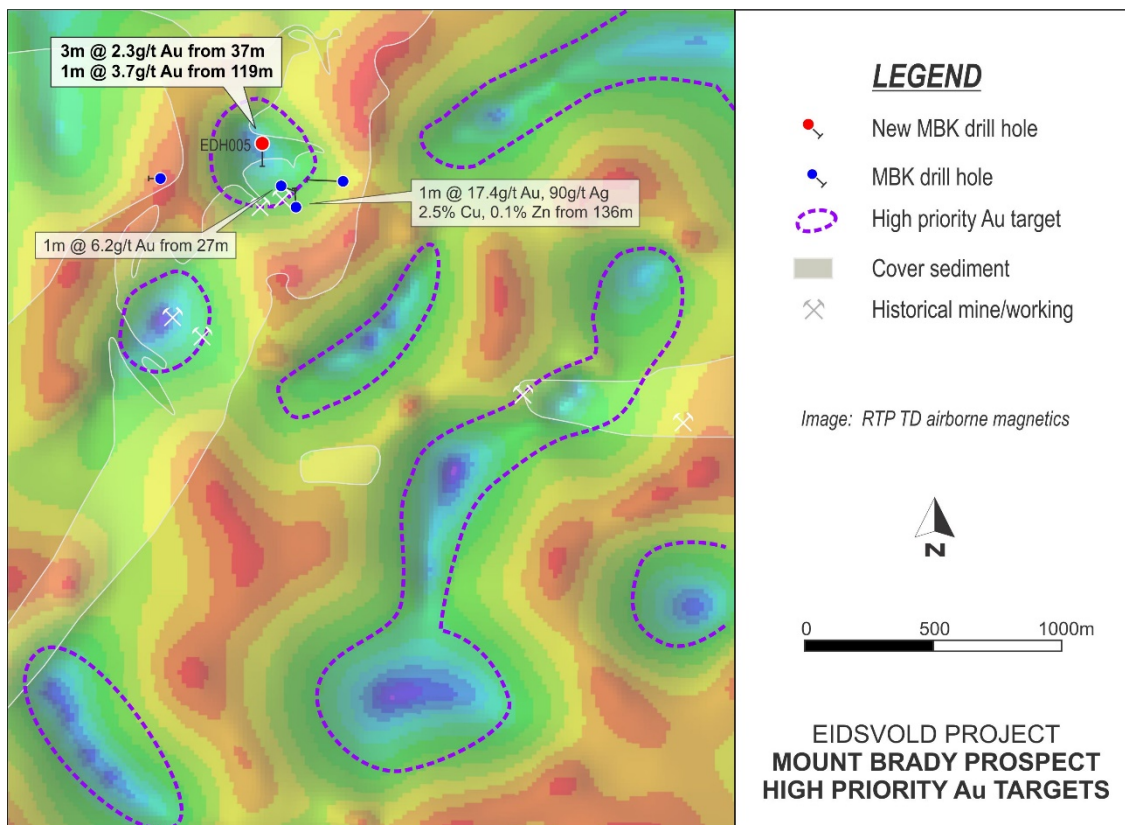 3m @ 2.3g/t Au from 37m
1m @ 3.7g/t Au from 119m
EDH005
1m @ 17.4g/t Au, 90g/t Ag
2.5% Cu, 0.1% Zn from 136m
1m @ 6.2g/t Au from 27m
LEGEND
New MBK drill hole
MBK drill hole
High priority Au target
Cover sediment
Historical mine/working
Image: RTP TD airborne magnetics
N
0 500 1000m
EIDSVOLD PROJECT
MOUNT BRADY PROSPECT
HIGH PRIORITY Au TARGETS